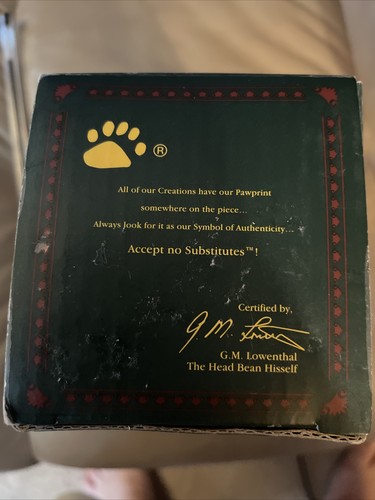 ®
All of our Creations have our Pawprint
somewhere on the piece...
Always look for it as our Symbol of Authenticity...
Accept no Substitutes™!
Certified by,
G.M. Lowenthal
The Head Bean Hisself